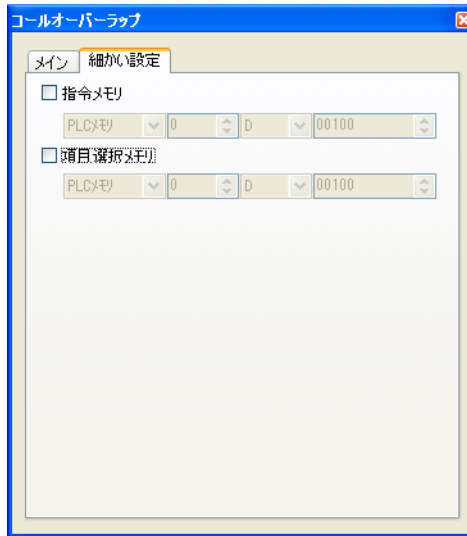 コールオーバーラップ
メイン 細かい設定
指令メモリ
PLCメモリ 0 D 00100
項目選択メモリ
PLCメモリ 0 D 00100